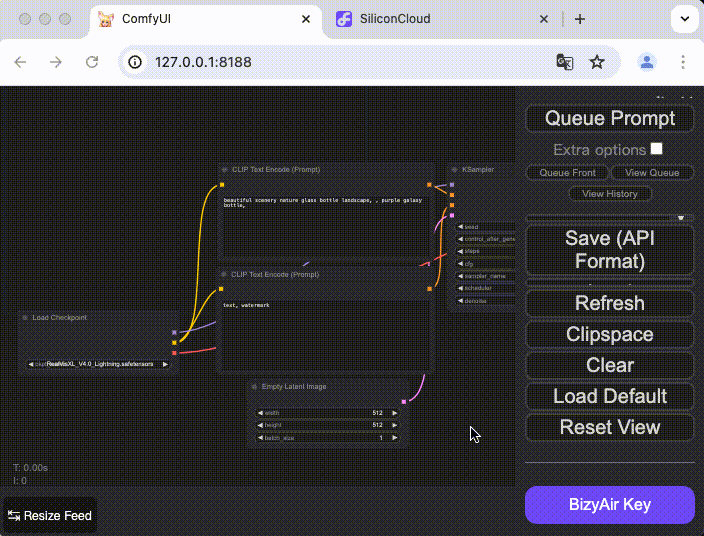 ComfyUI
SiliconCloud
127.0.0.1:8188
Queue Prompt
Extra options
Queue Front
View Queue
View History
Save (API
Format)
Refresh
Clipspace
Clear
Load Default
Reset View
BizyAir Key
CLIP Text Encode (Prompt)
beautiful scenery nature glass bottle landscape, , purple galaxy
bottle,
KSampler
seed
control_after_gene
steps
cfg
sampler_name
scheduler
denoise
CLIP Text Encode (Prompt)
text, watermark
Load Checkpoint
RealVisXL_V4.0_Lightning.safetensors
Empty Latent Image
width 512
height 512
batch_size 1
T: 0.00s
I: 0
Resize Feed